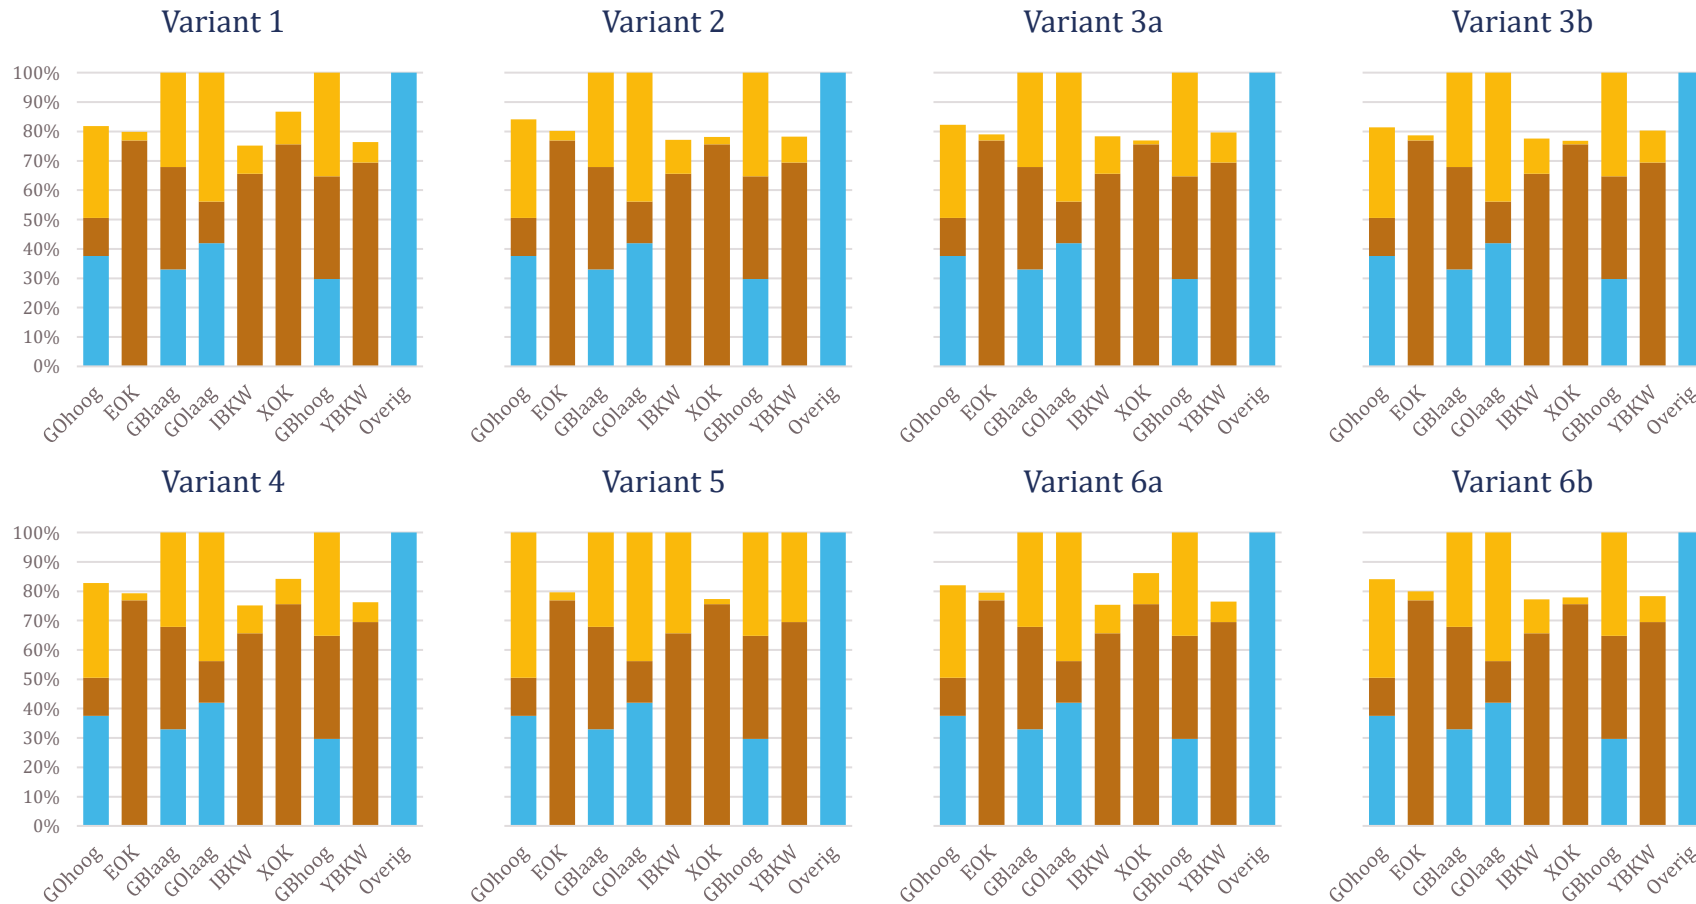 Variant 1
Variant 2
Variant 3a
Variant 3b
100%
90%
80%
70%
60%
50%
40%
30%
20%
10%
0%
GOhoog EOK GBlaag GOlaag IBKW XOK GBhoog YBKW Overig
GOhoog EOK GBlaag GOlaag IBKW XOK GBhoog YBKW Overig
GOhoog EOK GBlaag GOlaag IBKW XOK GBhoog YBKW Overig
GOhoog EOK GBlaag GOlaag IBKW XOK GBhoog YBKW Overig
Variant 4
Variant 5
Variant 6a
Variant 6b
100%
90%
80%
70%
60%
50%
40%
30%
20%
10%
0%
GOhoog EOK GBlaag GOlaag IBKW XOK GBhoog YBKW Overig
GOhoog EOK GBlaag GOlaag IBKW XOK GBhoog YBKW Overig
GOhoog EOK GBlaag GOlaag IBKW XOK GBhoog YBKW Overig
GOhoog EOK GBlaag GOlaag IBKW XOK GBhoog YBKW Overig